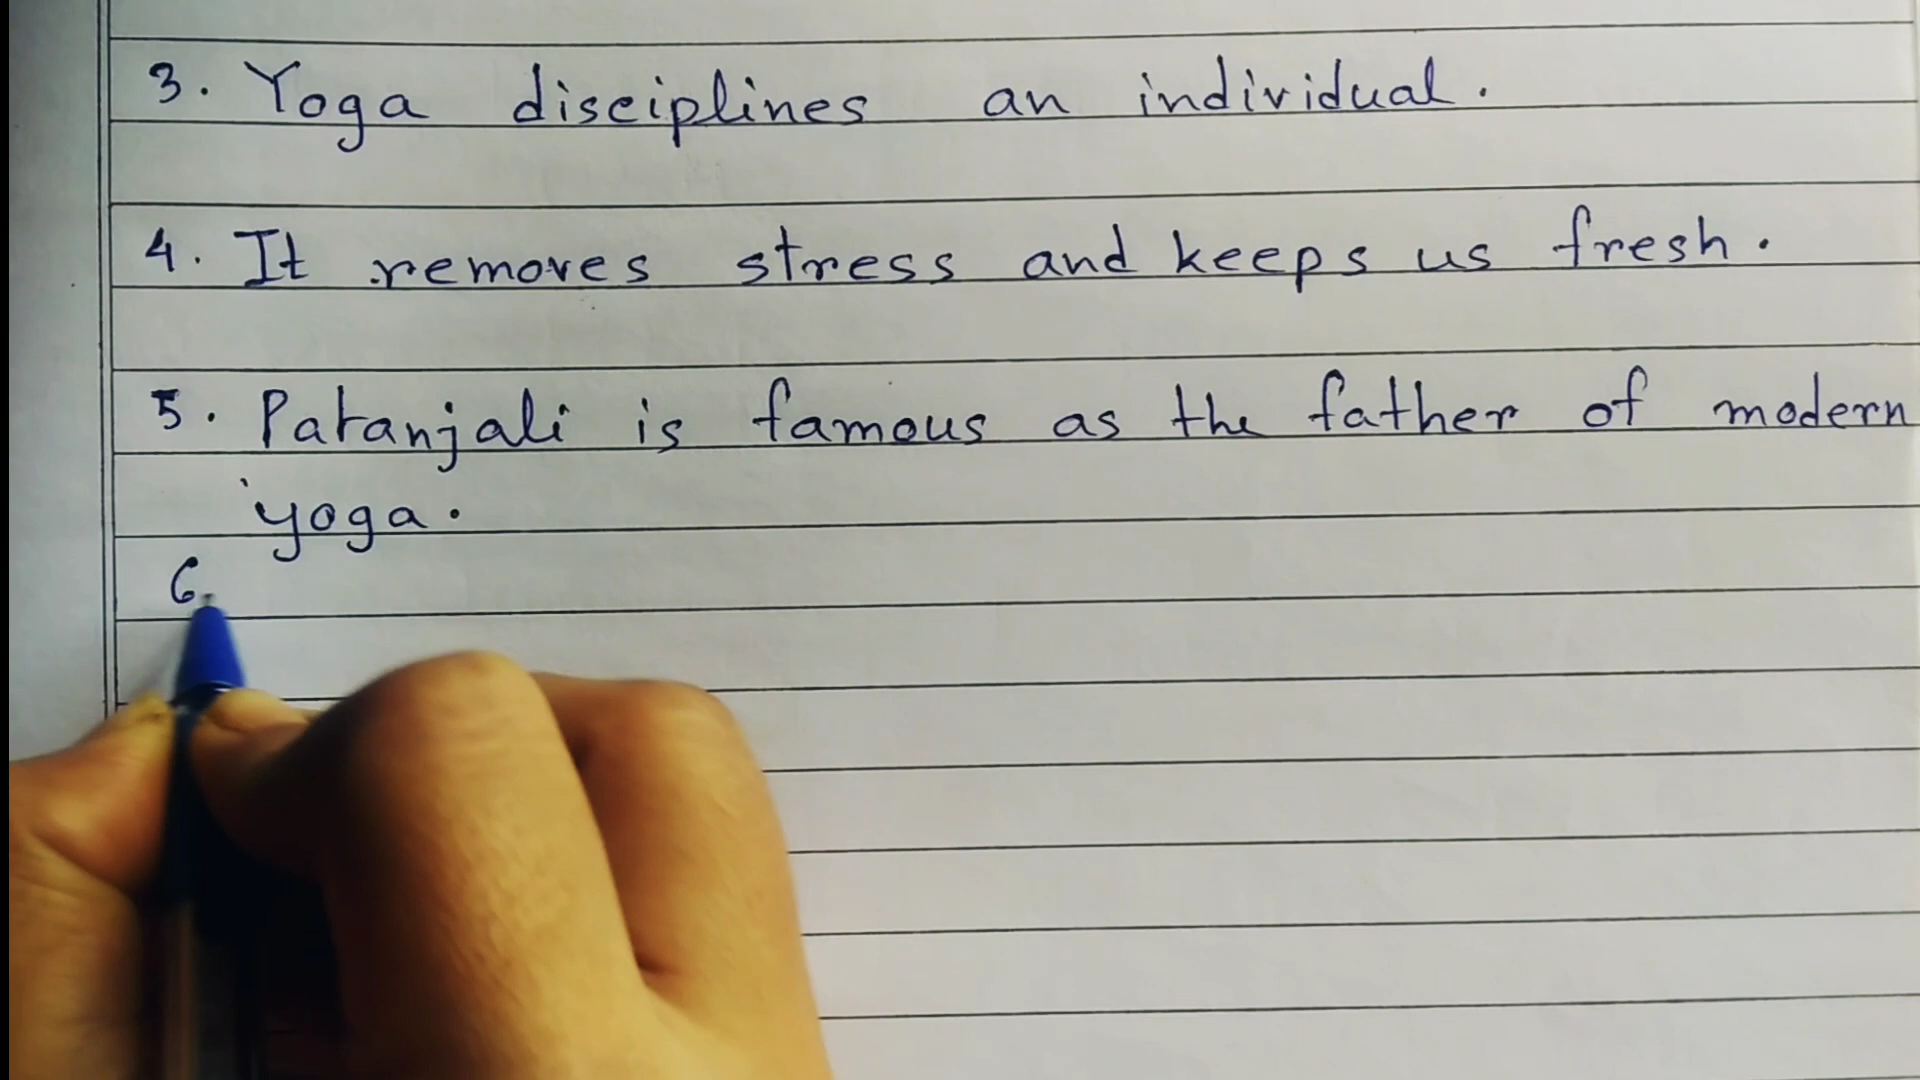 3. Yoga disciplines an individual.
4. It removes stress and keeps us fresh.
5. Patanjali is famous as the father of modern
yoga.
6.